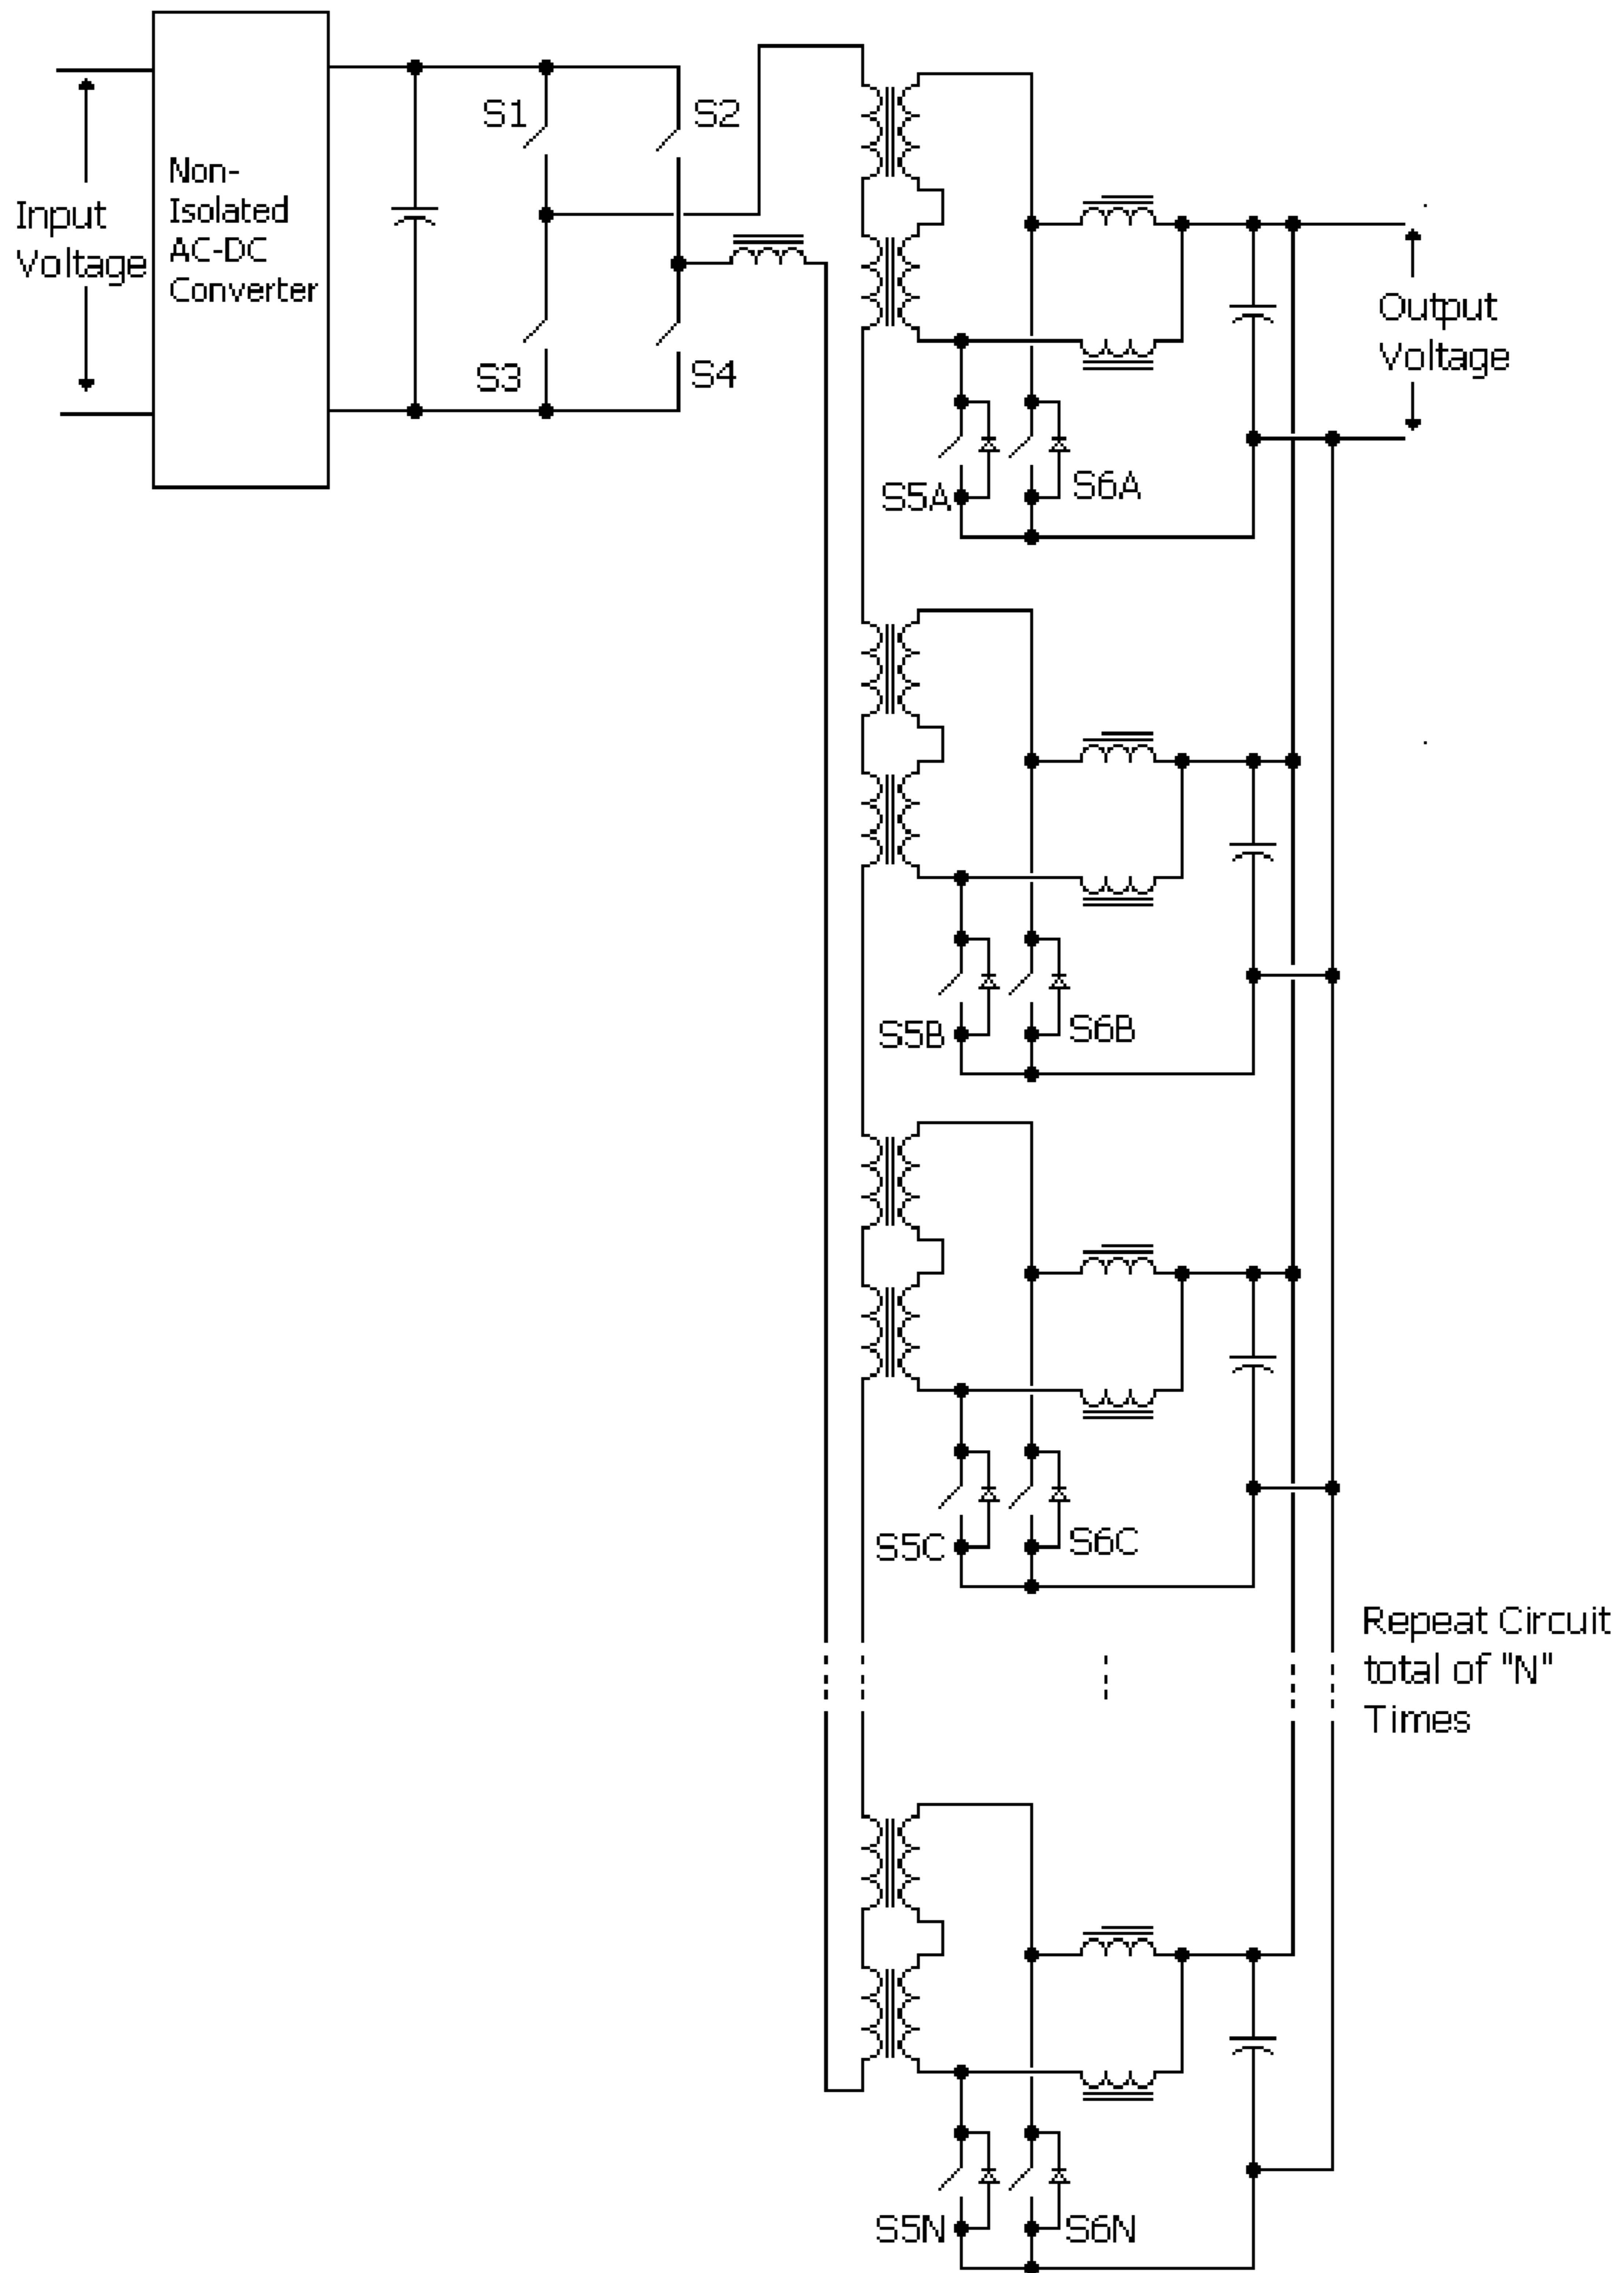 S1
S2
Non-
Isolated
AC-DC
Converter
Input
Voltage
S3
S4
Output
Voltage
S5A
S6A
S5B
S6B
S5C
S6C
Repeat Circuit
total of "N"
Times
S5N
S6N